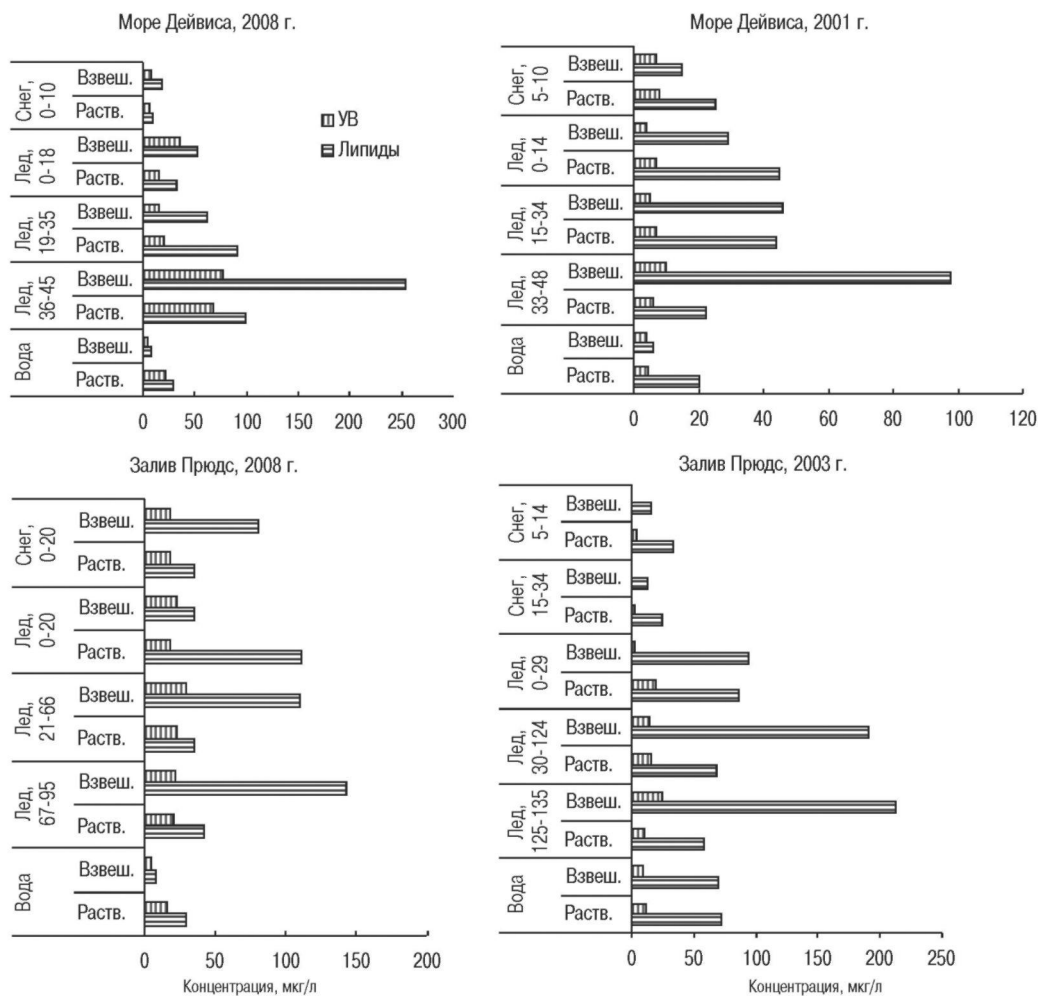 Море Дейвиса, 2008 г.
Снег,
0-10
Взвеш.
Раств.
Лед,
0-18
Взвеш.
Раств.
Лед,
19-35
Взвеш.
Раств.
Лед,
36-45
Взвеш.
Раств.
Вода
Взвеш.
Раств.
УВ
Липиды
0 50 100 150 200 250 300
Море Дейвиса, 2001 г.
Снег,
5-10
Взвеш.
Раств.
Лед,
0-14
Взвеш.
Раств.
Лед,
15-34
Взвеш.
Раств.
Лед,
33-48
Взвеш.
Раств.
Вода
Взвеш.
Раств.
0 20 40 60 80 100 120
Залив Прюдс, 2008 г.
Снег,
0-20
Взвеш.
Раств.
Лед,
0-20
Взвеш.
Раств.
Лед,
21-66
Взвеш.
Раств.
Лед,
67-95
Взвеш.
Раств.
Вода
Взвеш.
Раств.
0 50 100 150 200
Концентрация, мкг/л
Залив Прюдс, 2003 г.
Снег,
5-14
Взвеш.
Раств.
Снег,
15-34
Взвеш.
Раств.
Лед,
0-29
Взвеш.
Раств.
Лед,
30-124
Взвеш.
Раств.
Лед,
125-135
Взвеш.
Раств.
Вода
Взвеш.
Раств.
0 50 100 150 200 250
Концентрация, мкг/л